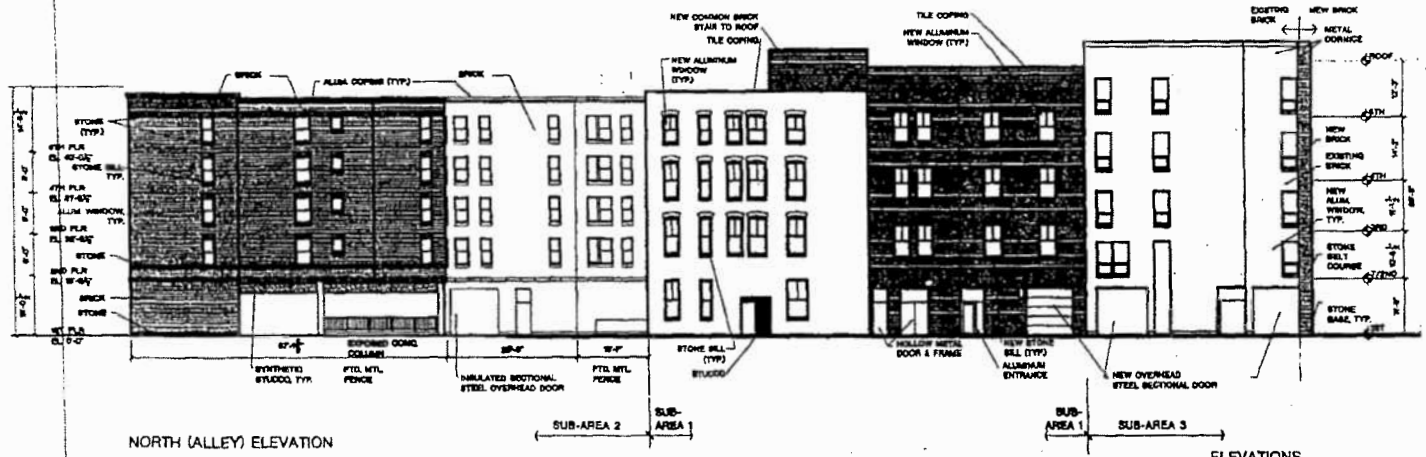 NEW COMMON BRICK
STAIR TO ROOF
TILE COPING
TILE COPING
NEW ALUMINUM
WINDOW (TYP.)
EXISTING
BRICK
NEW BRICK
METAL
CORNICE
BRICK
ALUM. COPING (TYP.)
BRICK
NEW ALUMINUM
WINDOW
(TYP.)
ROOF
STONE
(TYP.)
5TH FLR
STONE SILL
TYP.
4TH FLR
ALUM. WINDOW,
TYP.
3RD FLR
STONE
2ND FLR
BRICK
STONE
6TH
NEW
BRICK
EXISTING
BRICK
5TH
NEW
ALUM.
WINDOW,
TYP.
3RD
STONE
BELT
COURSE
STONE
BASE, TYP.
1ST
EXPOSED CONC.
COLUMN
SYNTHETIC
STUCCO, TYP.
PTD. MTL.
FENCE
INSULATED SECTIONAL
STEEL OVERHEAD DOOR
PTD. MTL.
FENCE
STONE SILL
(TYP.)
STUCCO
HOLLOW METAL
DOOR & FRAME
NEW STONE
SILL (TYP.)
ALUMINUM
ENTRANCE
NEW OVERHEAD
STEEL SECTIONAL DOOR
SUB-AREA 2
SUB-
AREA 1
SUB-
AREA 1
SUB-AREA 3
NORTH (ALLEY) ELEVATION
ELEVATIONS